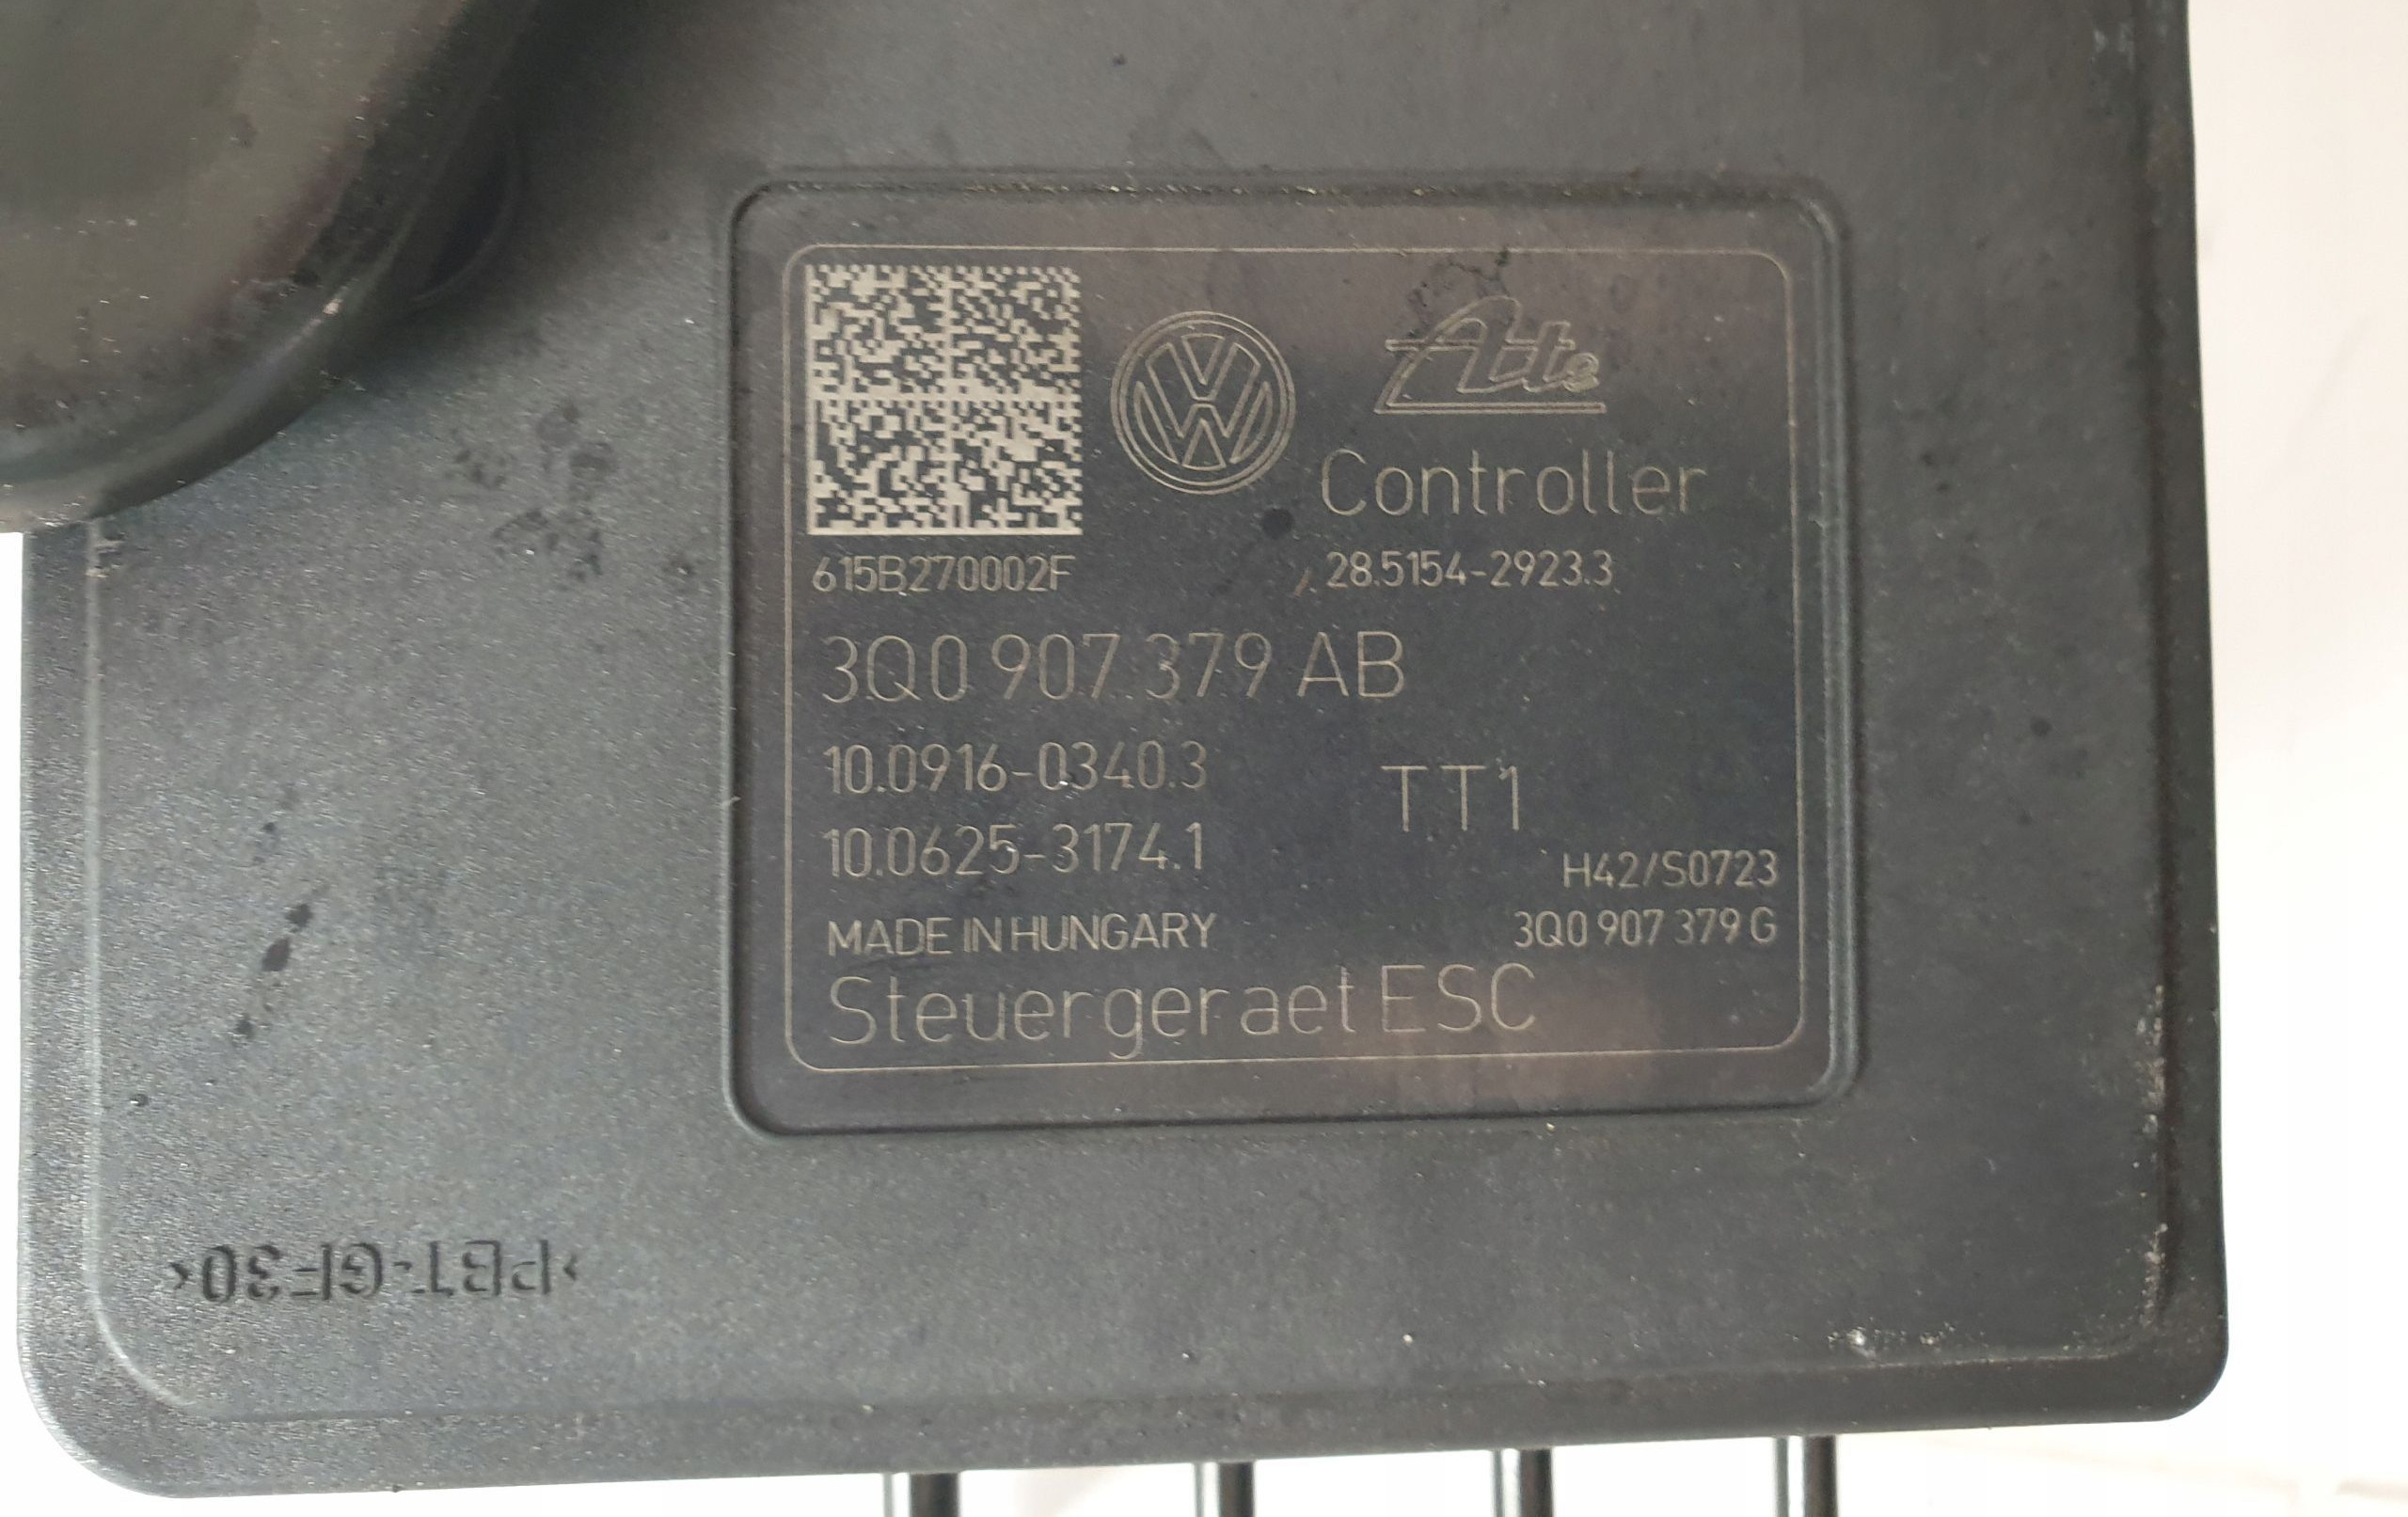 Ate
Controller
615B270002F
28.5154-2923.3
3Q0 907 379 AB
10.0916-0340.3
TT1
10.0625-3174.1
H42/S0723
MADE IN HUNGARY
3Q0 907 379 G
Steuergeraet ESC
>PBT-GF30<